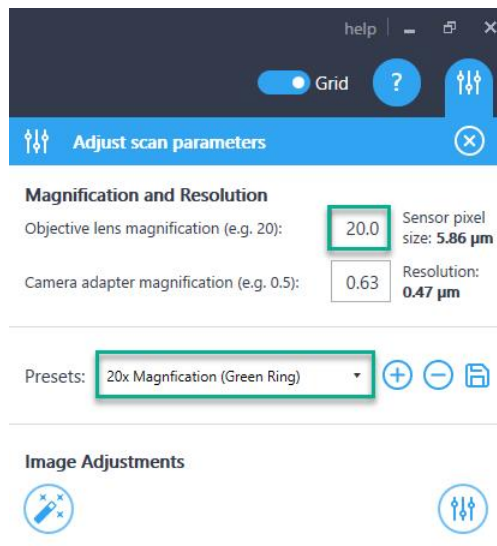 help
Grid ?
Adjust scan parameters
Magnification and Resolution
Objective lens magnification (e.g. 20): 20.0 Sensor pixel
size: 5.86 µm
Camera adapter magnification (e.g. 0.5): 0.63 Resolution:
0.47 µm
Presets: 20x Magnfication (Green Ring)
Image Adjustments